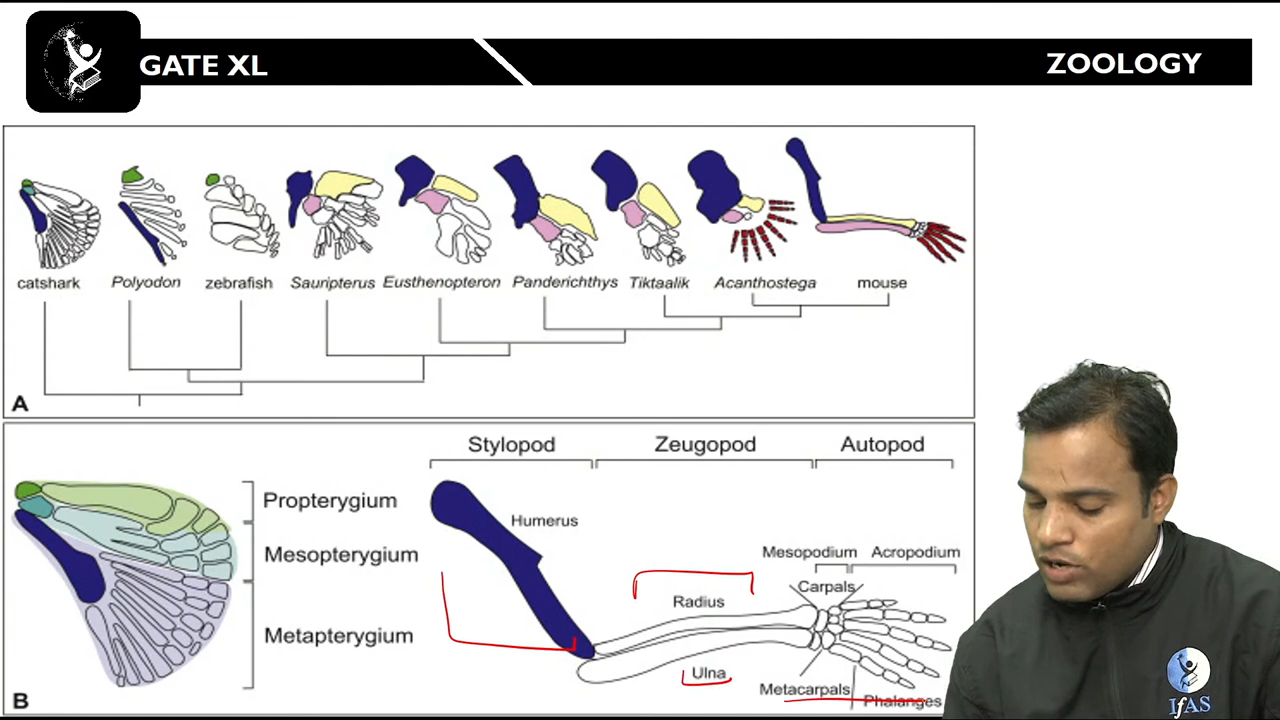 GATE XL
ZOOLOGY
catshark
Polyodon
zebrafish
Sauripterus
Eusthenopteron
Panderichthys
Tiktaalik
Acanthostega
mouse
A
Stylopod
Zeugopod
Autopod
Propterygium
Mesopterygium
Metapterygium
Humerus
Mesopodium
Acropodium
Carpals
Radius
Ulna
Metacarpals
Phalanges
B
IfAS